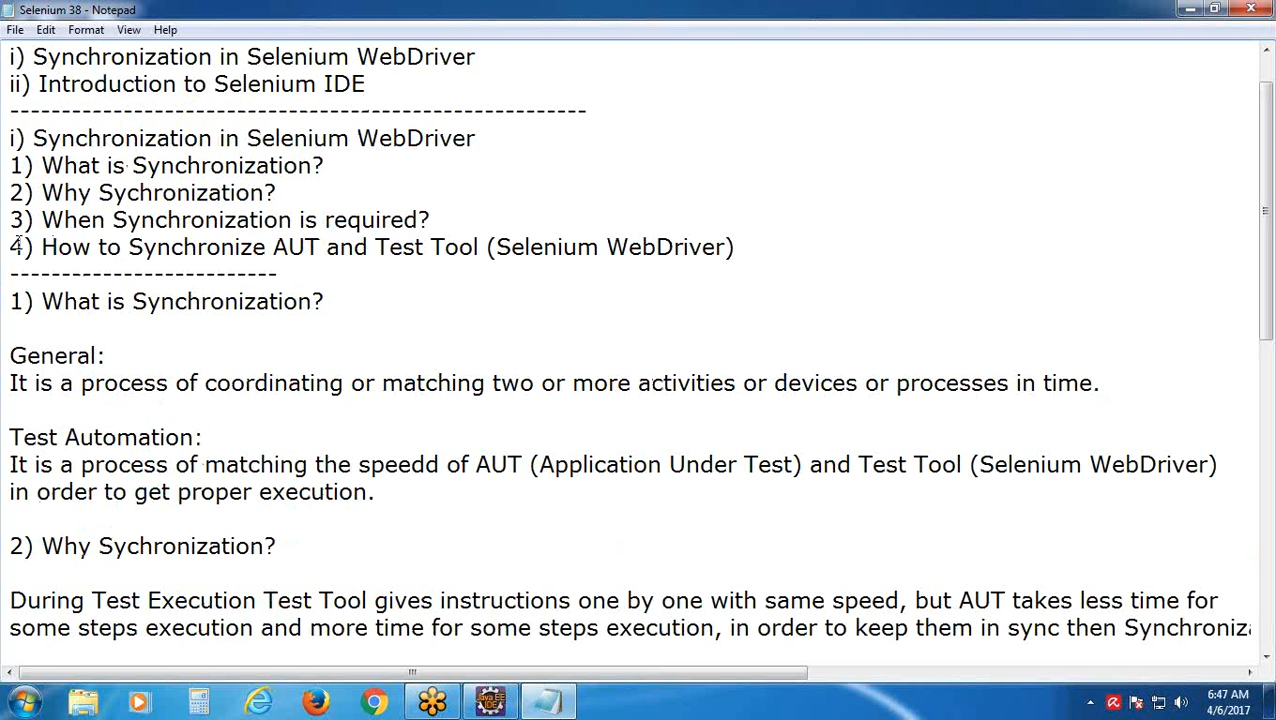 Selenium 38 - Notepad
File Edit Format View Help
i) Synchronization in Selenium WebDriver
ii) Introduction to Selenium IDE
--------------------------------------------------------
i) Synchronization in Selenium WebDriver
1) What is Synchronization?
2) Why Sychronization?
3) When Synchronization is required?
4) How to Synchronize AUT and Test Tool (Selenium WebDriver)
--------------------------
1) What is Synchronization?
General:
It is a process of coordinating or matching two or more activities or devices or processes in time.
Test Automation:
It is a process of matching the speedd of AUT (Application Under Test) and Test Tool (Selenium WebDriver)
in order to get proper execution.
2) Why Sychronization?
During Test Execution Test Tool gives instructions one by one with same speed, but AUT takes less time for
some steps execution and more time for some steps execution, in order to keep them in sync then Synchroniz
Java EE
IDE
6:47 AM
4/6/2017